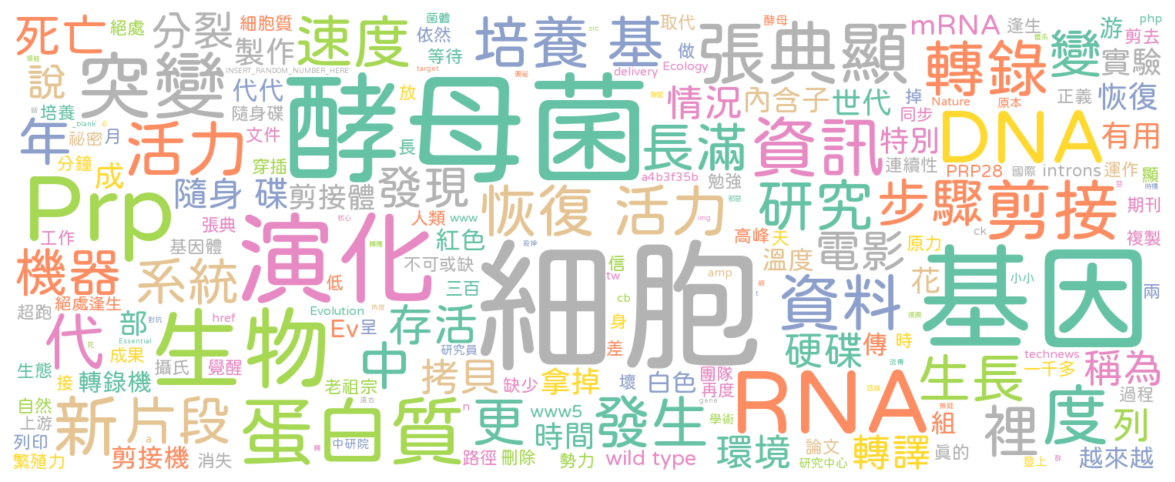 死亡
絕處
分裂
細胞質
製作
速度
菌體
依然
等待
培養 基
取代
做
酵母
張典顯
mRNA
逢生
游
php
剪去
說
突變
INSERT_RANDOM_NUMBER_HERE
target
delivery
Ecology
轉錄
變
實驗
代代
隨身碟
酵母菌
放
情況
內含子
世代
掉
Nature
原本
正義
恢復
培養
_blank
年
祕密
月
活力
文件
長
長滿
資訊
同步
特別
DNA
有用
分鐘
成
穿插
a4b3f35b
勉強
連續性
PRP28
國際
introns
運作
顯
Prp
隨身 碟
剪接體
發現
恢復 活力
研究
步驟
剪接
期刊
張典
人類
www
工作
基因體
演化
紅色
細胞
高峰
天
電影
原力
ck
複製
機器
系統
不可或缺
信
tw
amp
溫度
花
小小
兩
絕處逢生
低
三百
資料
基因
超跑
代
部
href
Evolution
Ev
呈
存活
cb
身
硬碟
傳
時
生物
Essential
中
研究員
差
technews
生態
成果
攝氏
覺醒
拷貝
缺少
拿掉
壞
白色
團隊
再度
RNA
生長
一千多
稱為
接
轉錄機
老祖宗
過程
自然
上游
新片段
蛋白質
n
更
www5
時間
發生
學術
gene
組
裡
度
列
列印
a
中研院
環境
論文
轉譯
真的
繁殖力
剪接機
消失
路徑
刪除
勢力
wild type
研究中心
登上
越來越